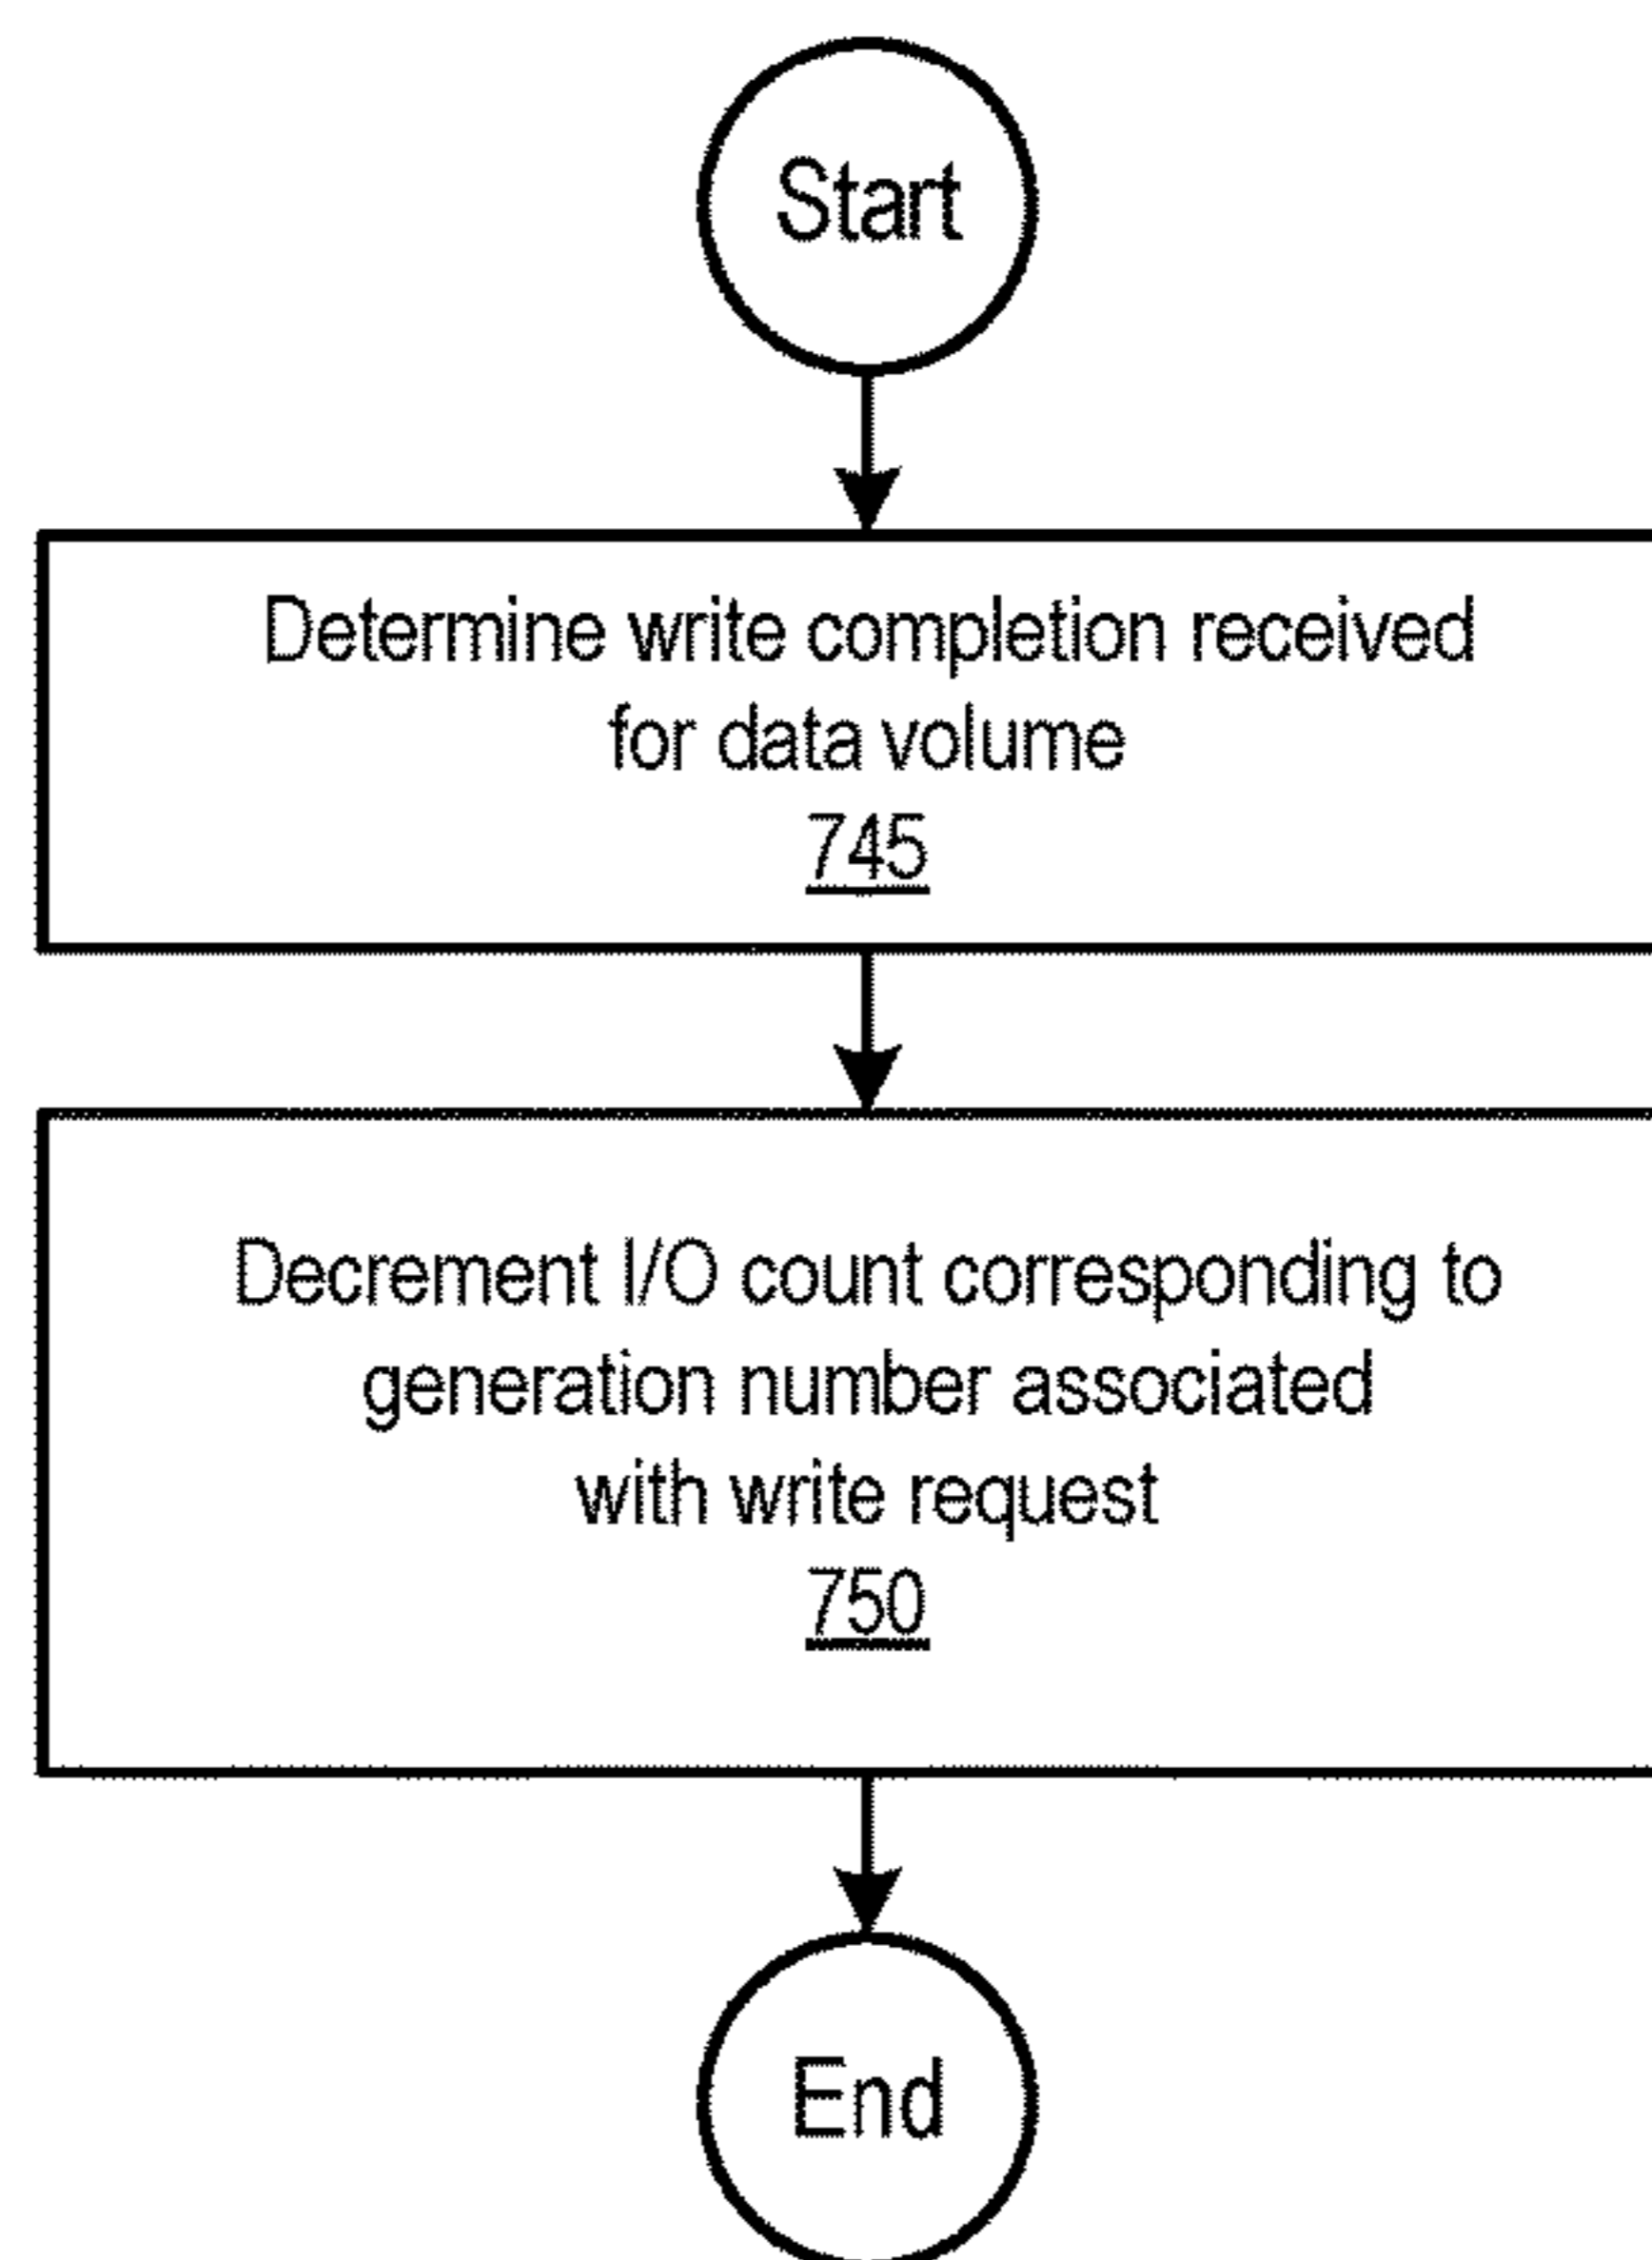 Start
Determine write completion received
for data volume
745
Decrement I/O count corresponding to
generation number associated
with write request
750
End